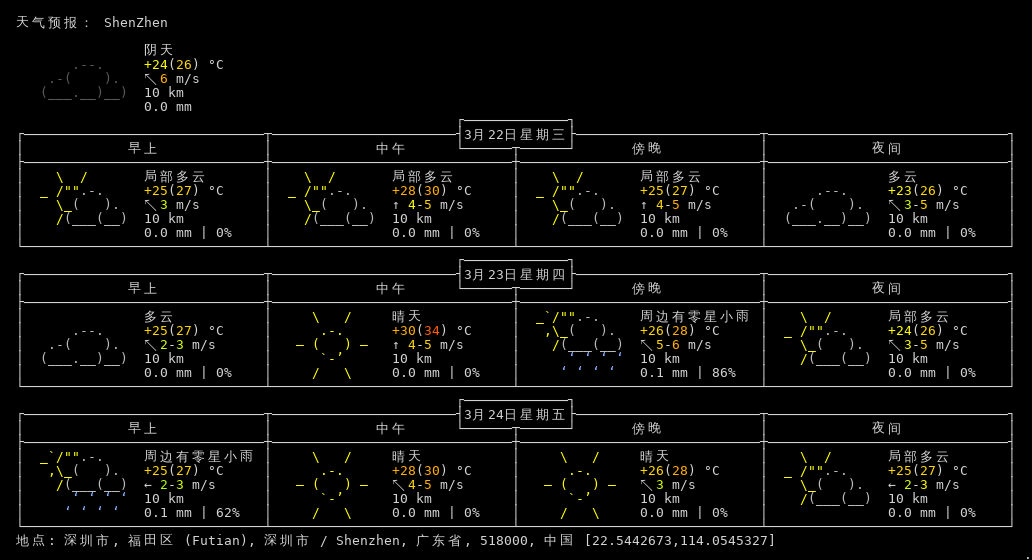 天气预报： ShenZhen
阴天
+24(26) °C
↖6 m/s
10 km
0.0 mm
3月22日星期三
早上 中午 傍晚 夜间
局部多云 局部多云 局部多云 多云
+25(27) °C +28(30) °C +25(27) °C +23(26) °C
↖3 m/s ↑ 4-5 m/s ↑ 4-5 m/s ↖3-5 m/s
10 km 10 km 10 km 10 km
0.0 mm | 0% 0.0 mm | 0% 0.0 mm | 0% 0.0 mm | 0%
3月23日星期四
早上 中午 傍晚 夜间
多云 晴天 周边有零星小雨 局部多云
+25(27) °C +30(34) °C +26(28) °C +24(26) °C
↖2-3 m/s ↑ 4-5 m/s ↖5-6 m/s ↖3-5 m/s
10 km 10 km 10 km 10 km
0.0 mm | 0% 0.0 mm | 0% 0.1 mm | 86% 0.0 mm | 0%
3月24日星期五
早上 中午 傍晚 夜间
周边有零星小雨 晴天 晴天 局部多云
+25(27) °C +28(30) °C +26(28) °C +25(27) °C
← 2-3 m/s ↖4-5 m/s ↖3 m/s ← 2-3 m/s
10 km 10 km 10 km 10 km
0.1 mm | 62% 0.0 mm | 0% 0.0 mm | 0% 0.0 mm | 0%
地点: 深圳市, 福田区 (Futian), 深圳市 / Shenzhen, 广东省, 518000, 中国 [22.5442673,114.0545327]